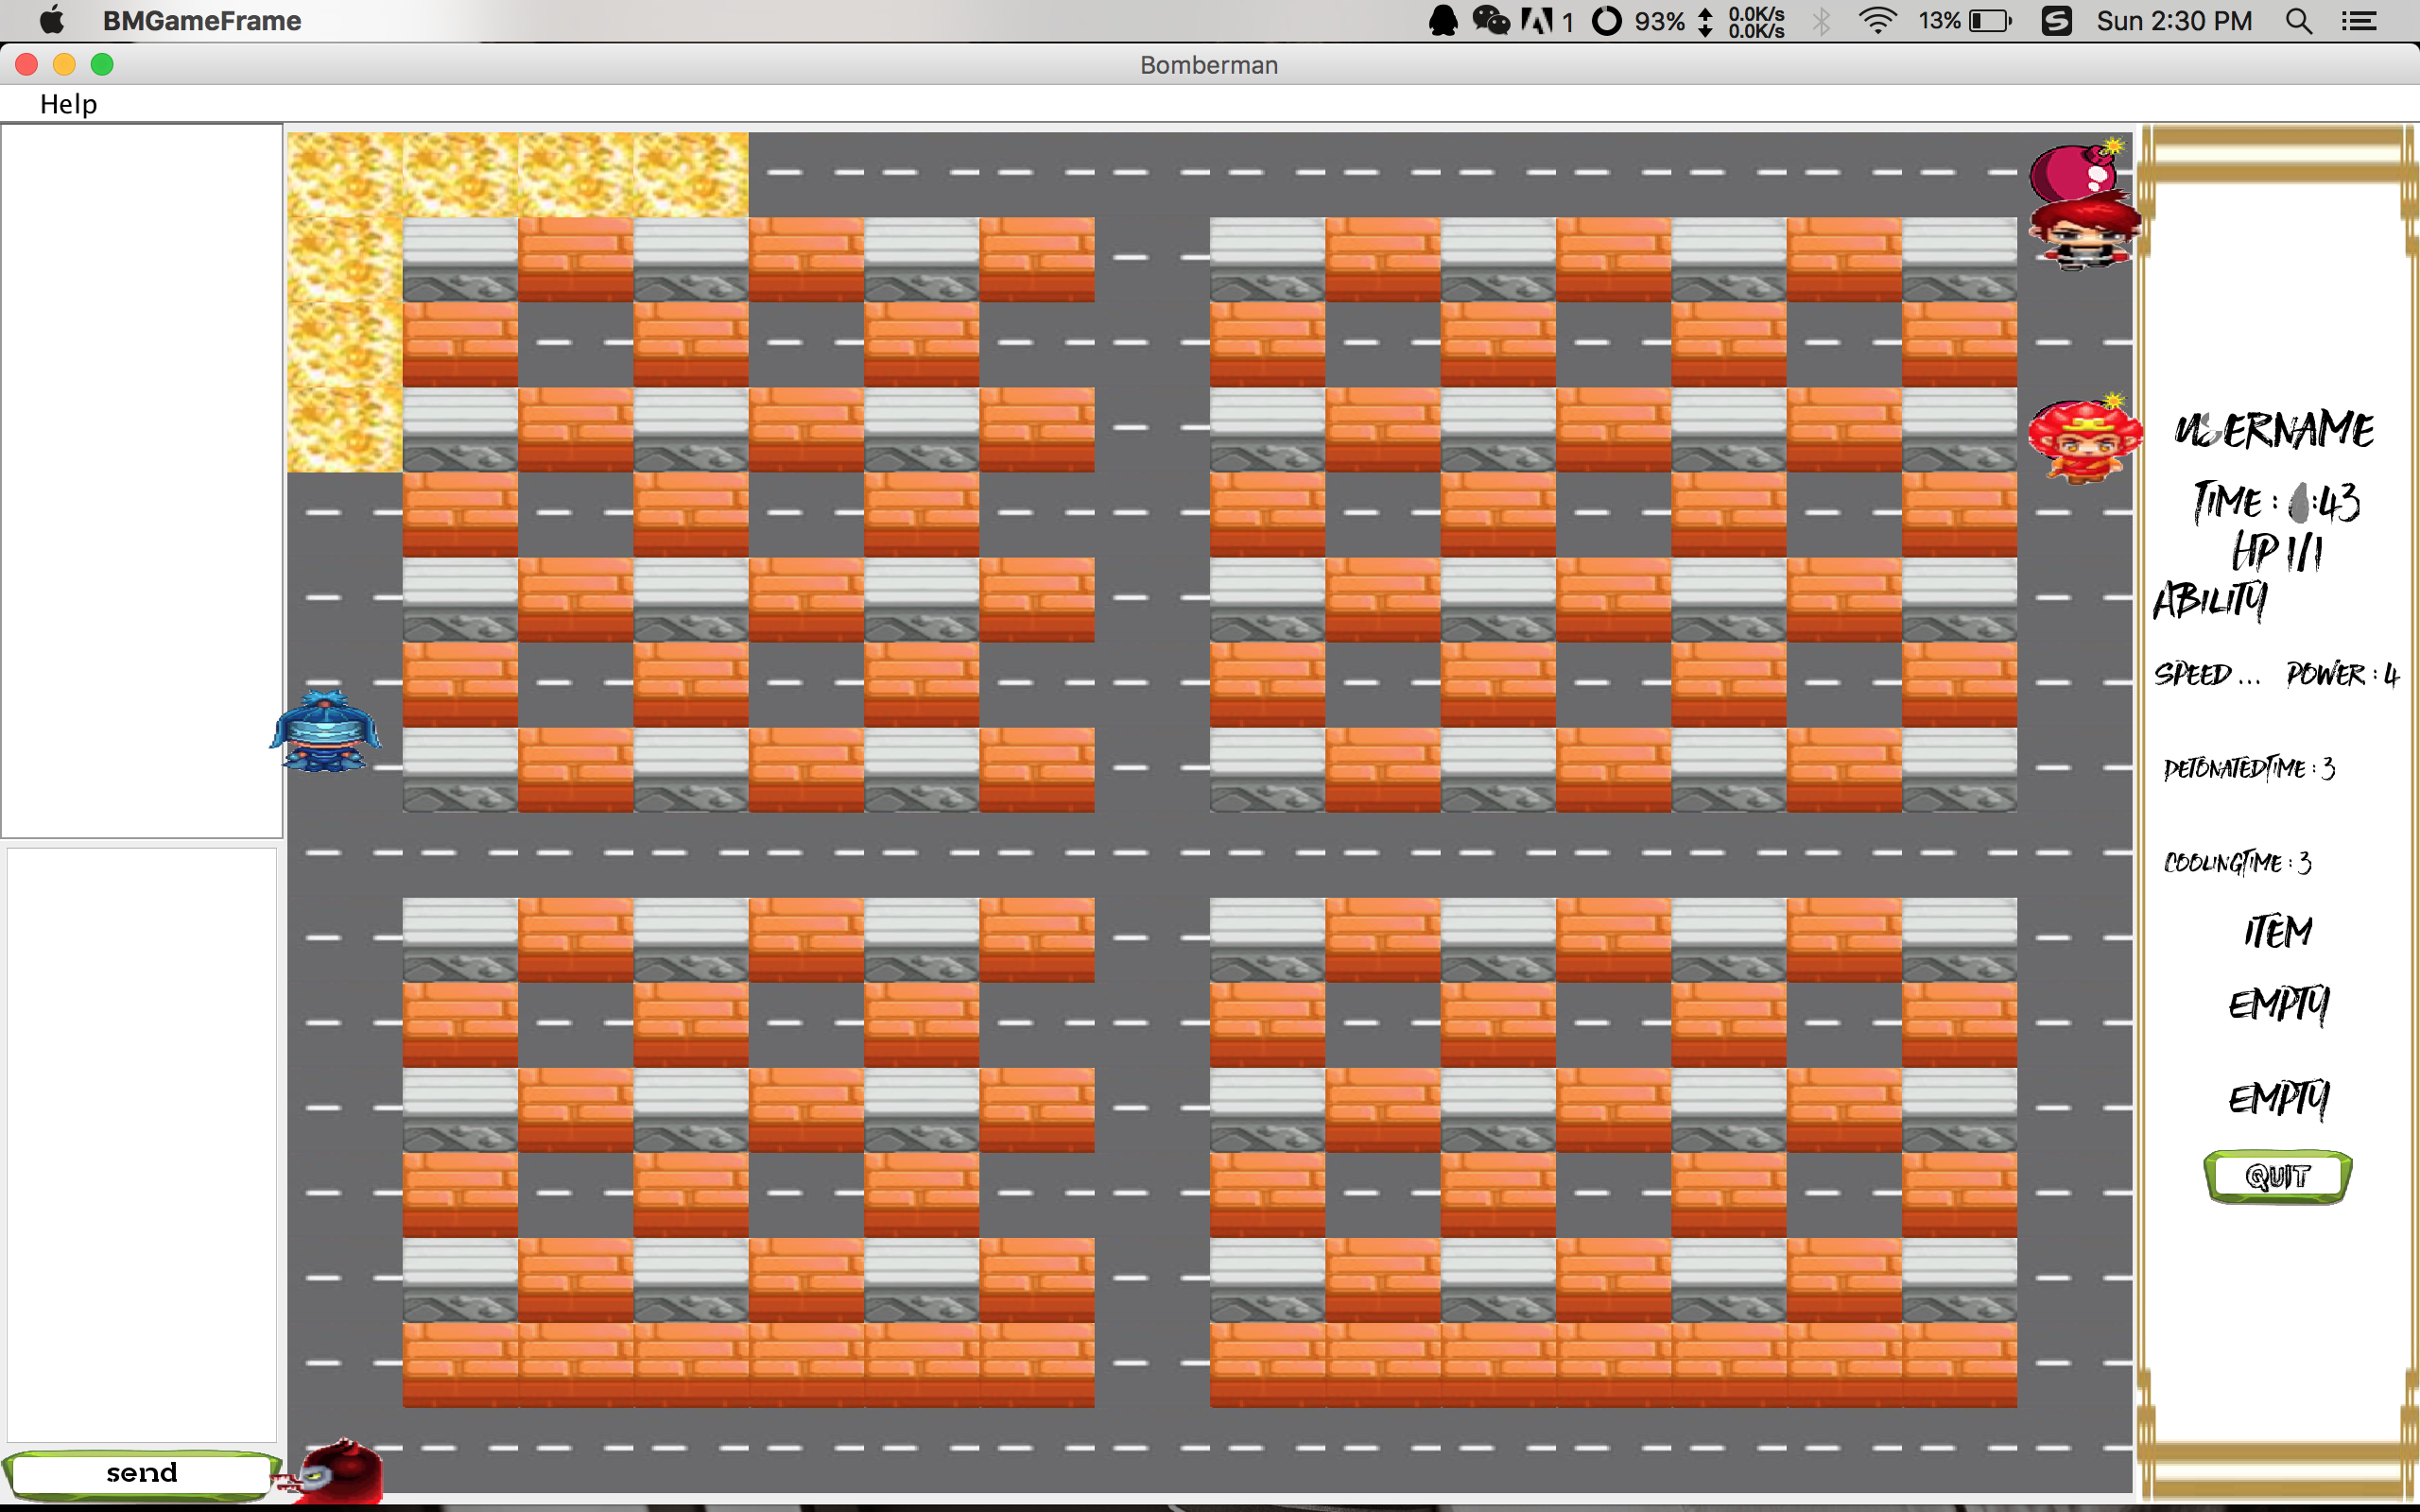 BMGameFrame 1 93% 0.0K/s 0.0K/s 13% Sun 2:30 PM
Bomberman
Help
USERNAME
TIME : :43
HP 1/1
ABILITY
SPEED ... POWER : 4
DETONATEDTIME : 3
COOLINGTIME : 3
ITEM
EMPTY
EMPTY
QUIT
send